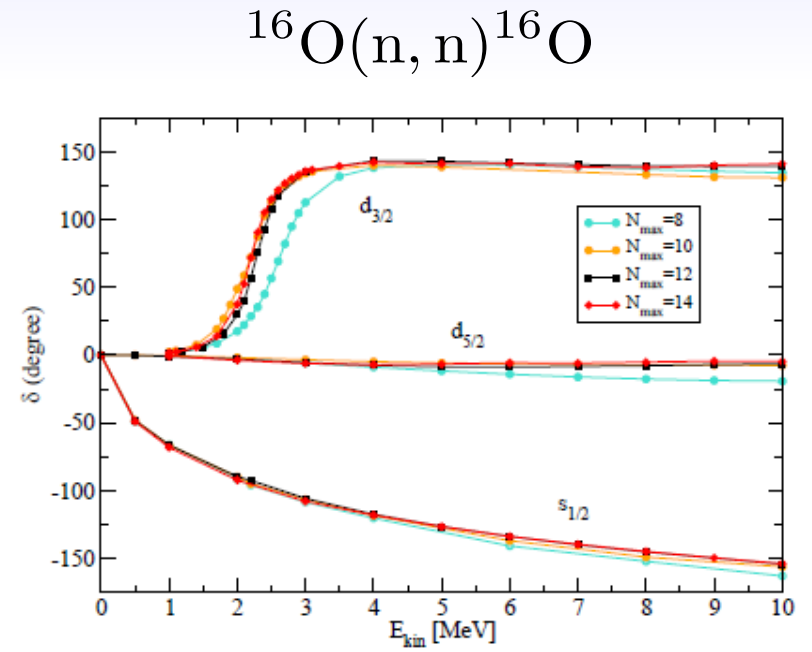 ¹⁶O(n, n)¹⁶O
150
100
50
0
-50
-100
-150
δ (degree)
d₃/₂
d₅/₂
s₁/₂
Nₘₐₓ=8
Nₘₐₓ=10
Nₘₐₓ=12
Nₘₐₓ=14
0 1 2 3 4 5 6 7 8 9 10
Eₖᵢₙ [MeV]